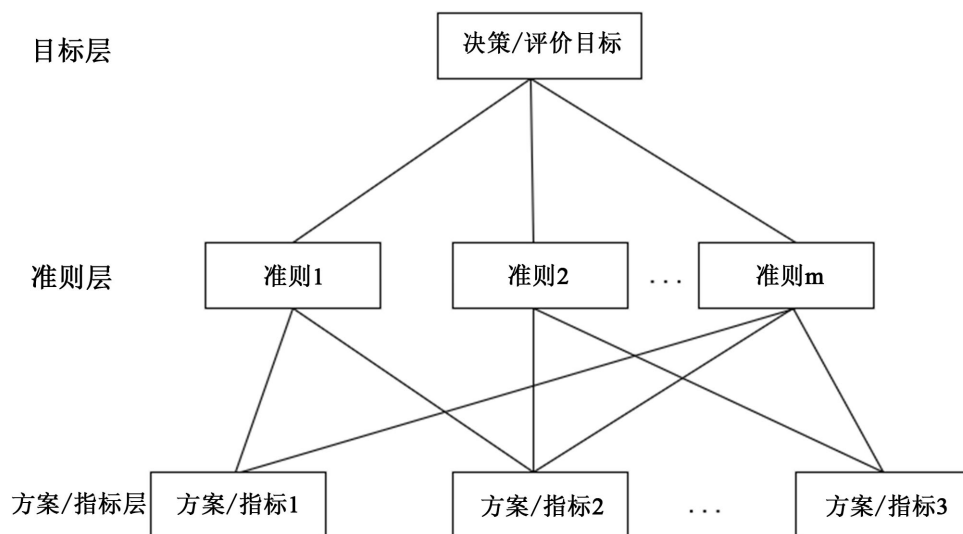 目标层
决策/评价目标
准则层
准则1
准则2
...
准则m
方案/指标层
方案/指标1
方案/指标2
...
方案/指标3